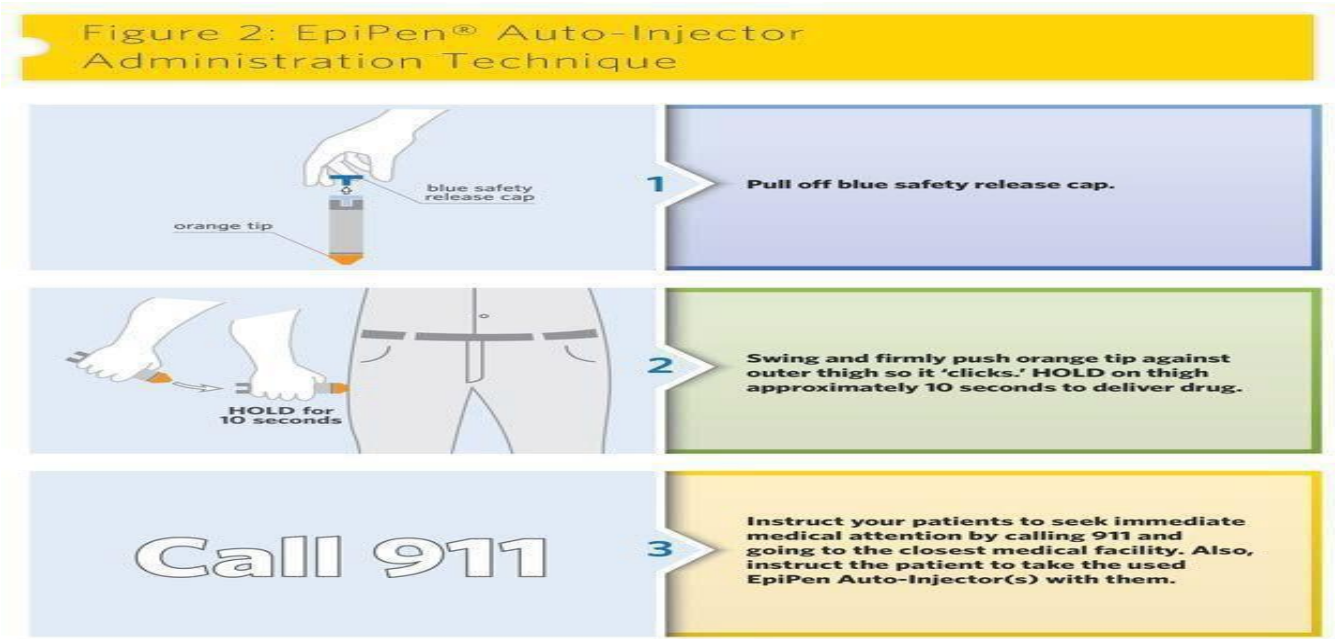 Figure 2: EpiPen® Auto-Injector
Administration Technique
blue safety
release cap
orange tip
1
Pull off blue safety release cap.
HOLD for
10 seconds
2
Swing and firmly push orange tip against
outer thigh so it ‘clicks.’ HOLD on thigh
approximately 10 seconds to deliver drug.
Call 911
3
Instruct your patients to seek immediate
medical attention by calling 911 and
going to the closest medical facility. Also,
instruct the patient to take the used
EpiPen Auto-Injector(s) with them.